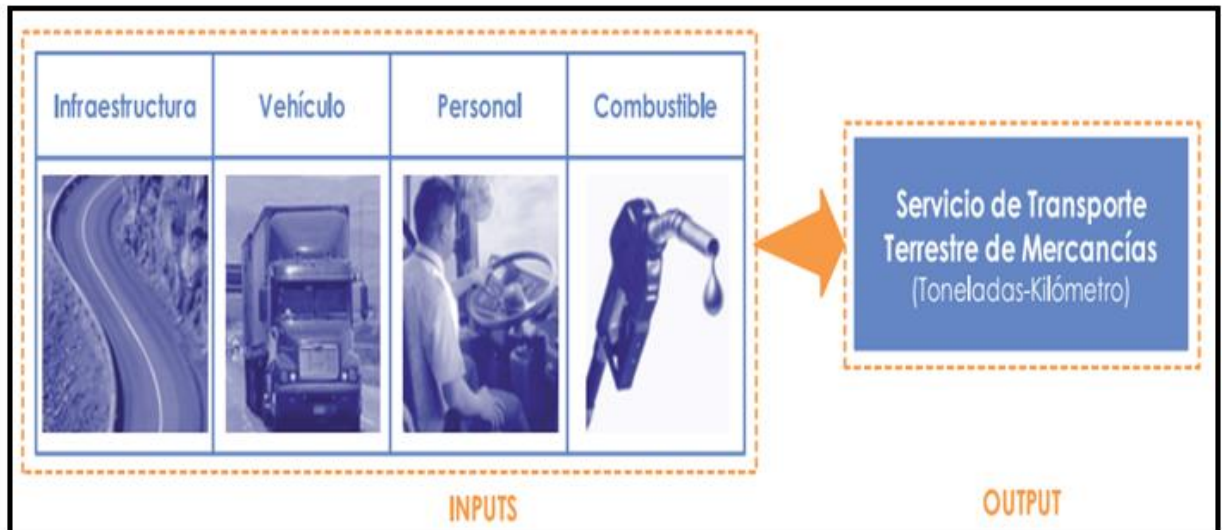 Infraestructura
Vehículo
Personal
Combustible
Servicio de Transporte
Terrestre de Mercancías
(Toneladas-Kilómetro)
INPUTS
OUTPUT